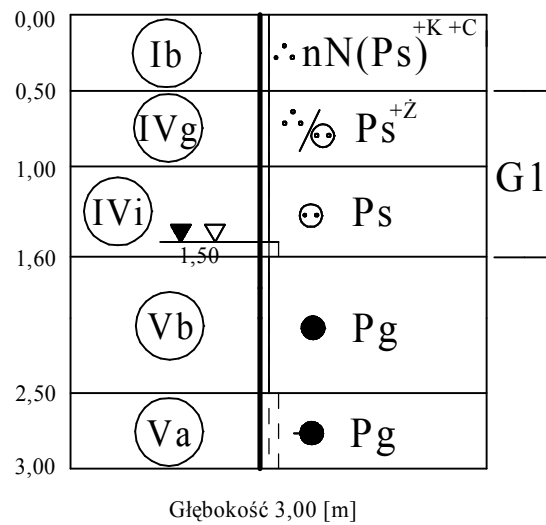 0,00
Ib nN(Ps)+K +C
0,50
IVg Ps+Ż
1,00
G1
IVi Ps
1,50
1,60
Vb Pg
2,50
Va Pg
3,00
Głębokość 3,00 [m]